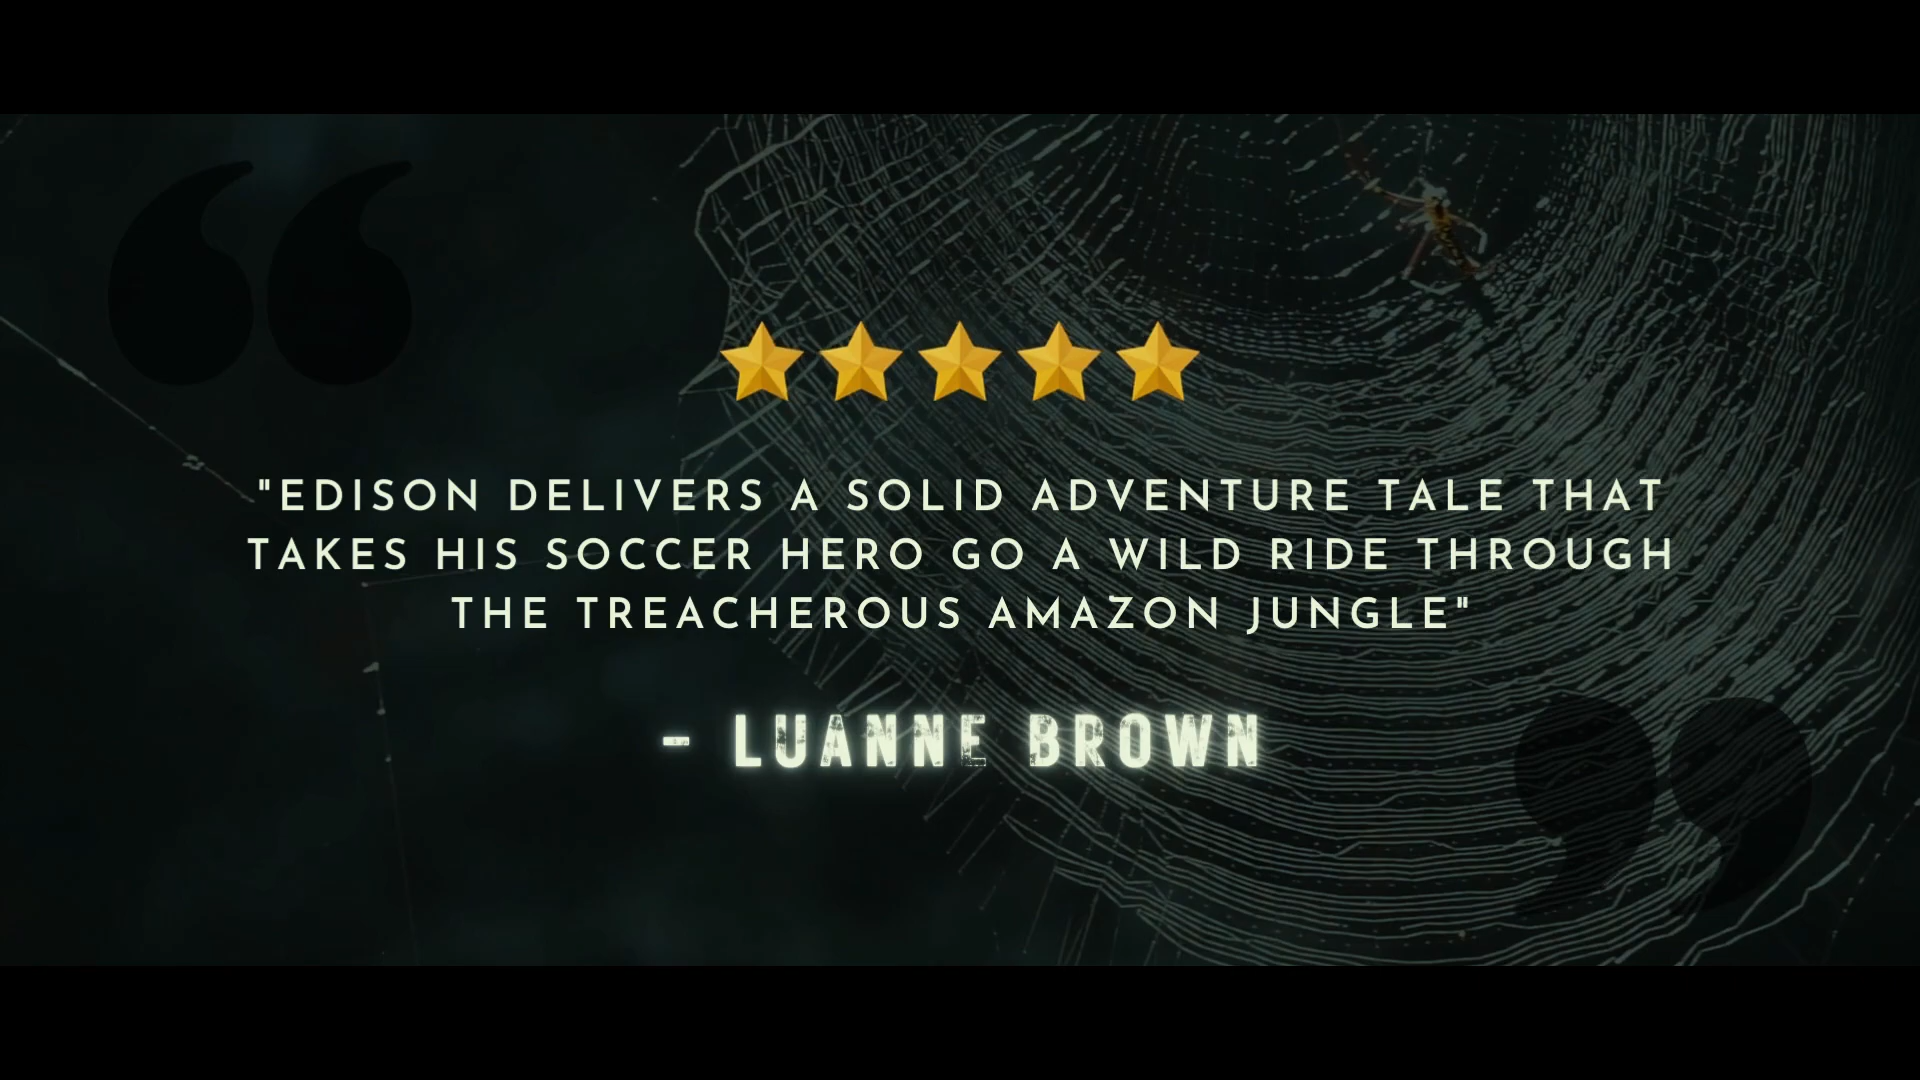 "EDISON DELIVERS A SOLID ADVENTURE TALE THAT
TAKES HIS SOCCER HERO GO A WILD RIDE THROUGH
THE TREACHEROUS AMAZON JUNGLE"
- LUANNE BROWN